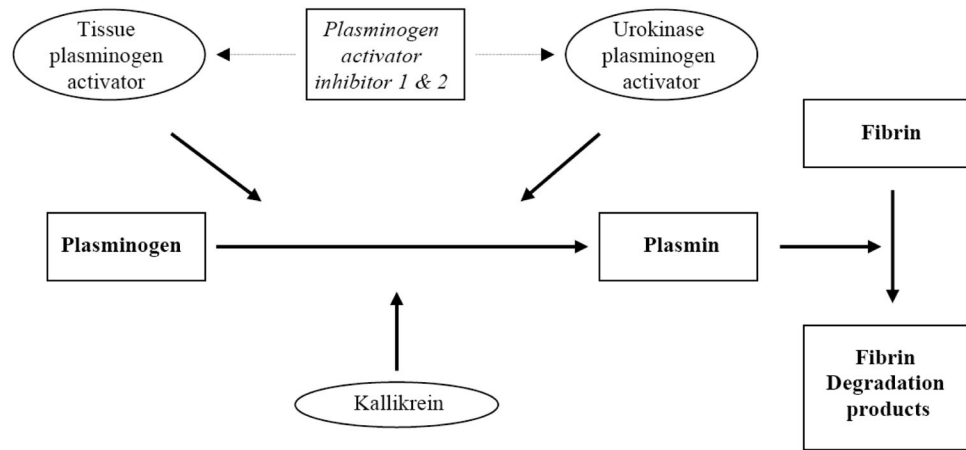 Tissue
plasminogen
activator
Plasminogen
activator
inhibitor 1 & 2
Urokinase
plasminogen
activator
Fibrin
Plasminogen
Plasmin
Kallikrein
Fibrin
Degradation
products